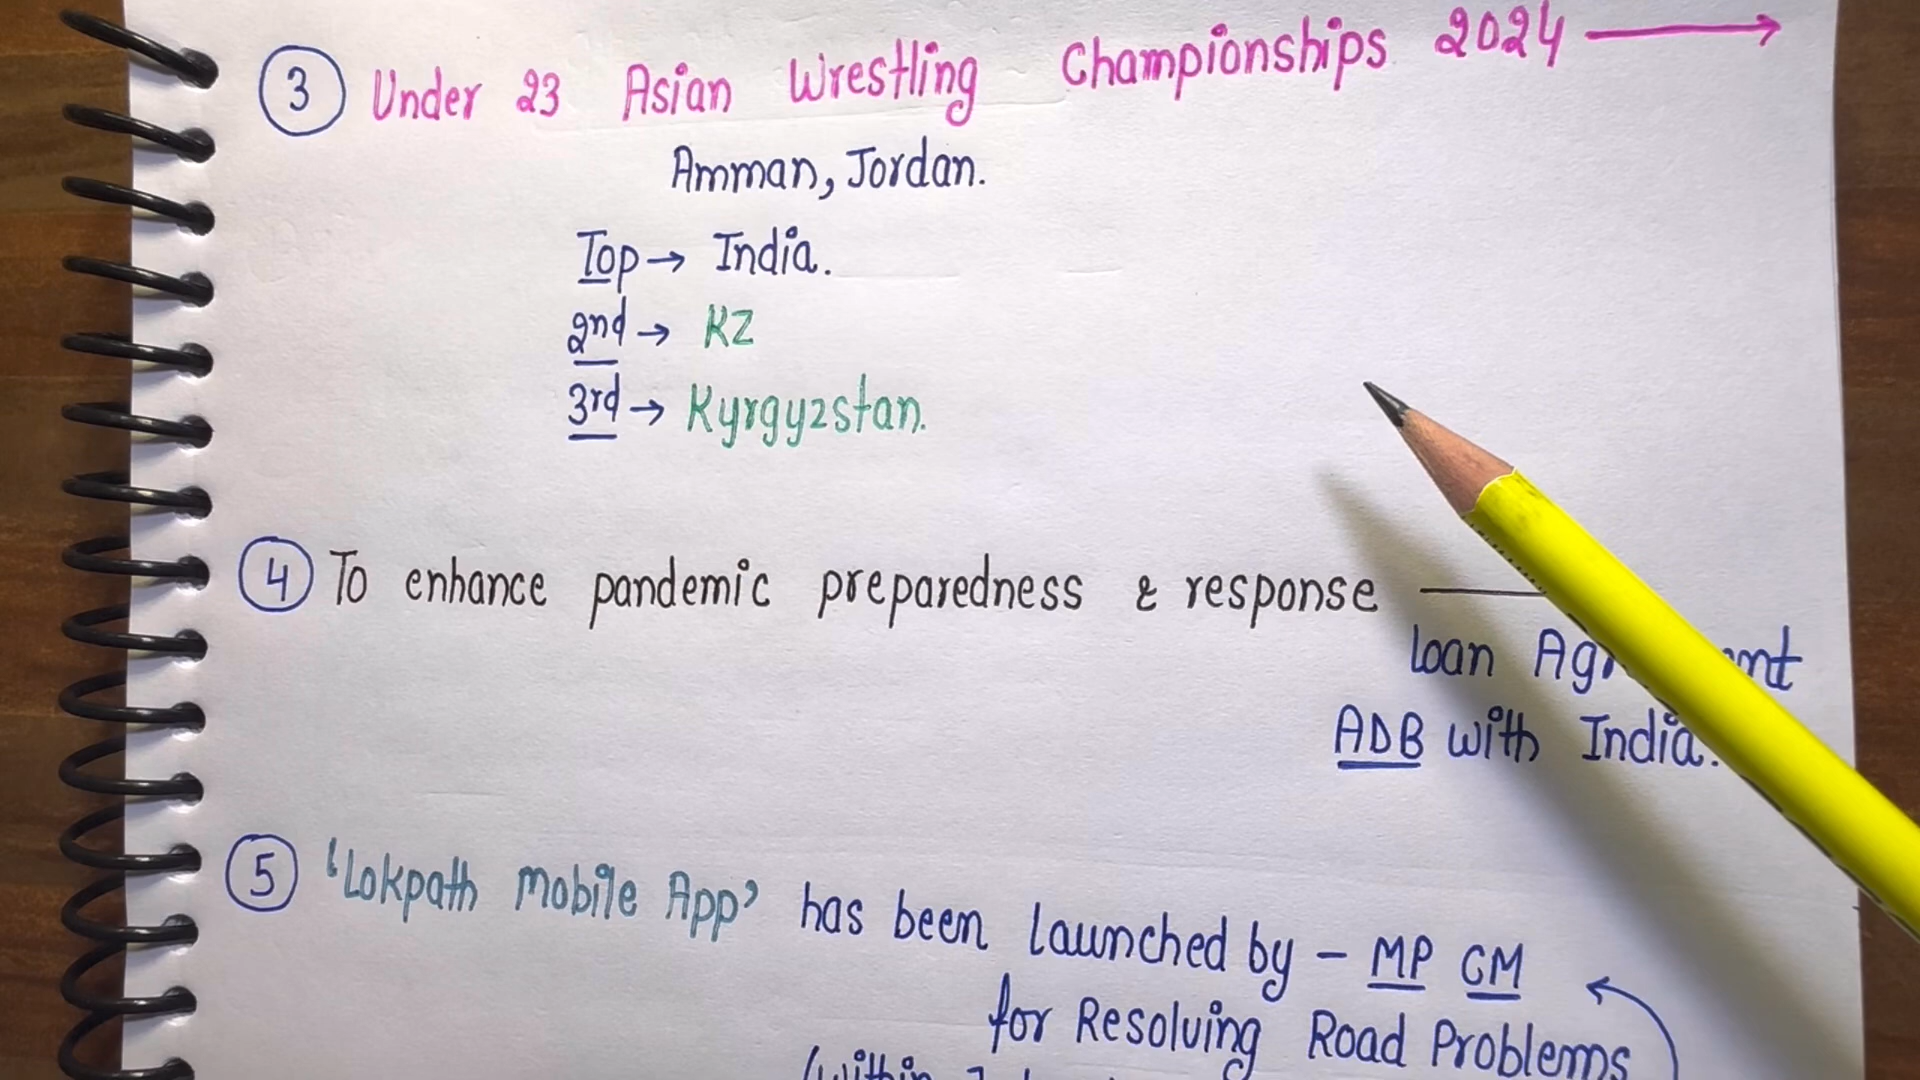 3 Under 23 Asian Wrestling Championships 2024 →
Amman, Jordan.
Top → India.
2nd → KZ
3rd → Kyrgyzstan.
4 To enhance pandemic preparedness & response —
loan
ADB with India.
5 'Lokpath Mobile App' has been launched by - MP CM
for Resolving Road Problems
(within